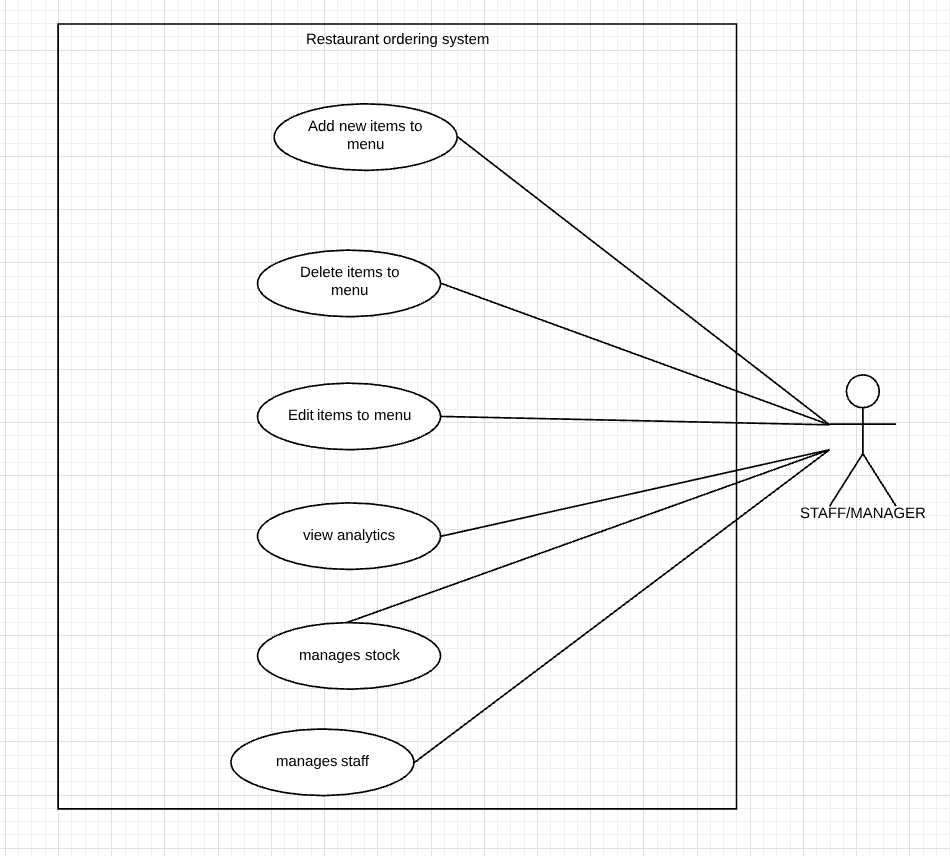 Restaurant ordering system
Add new items to
menu
Delete items to
menu
Edit items to menu
view analytics
STAFF/MANAGER
manages stock
manages staff